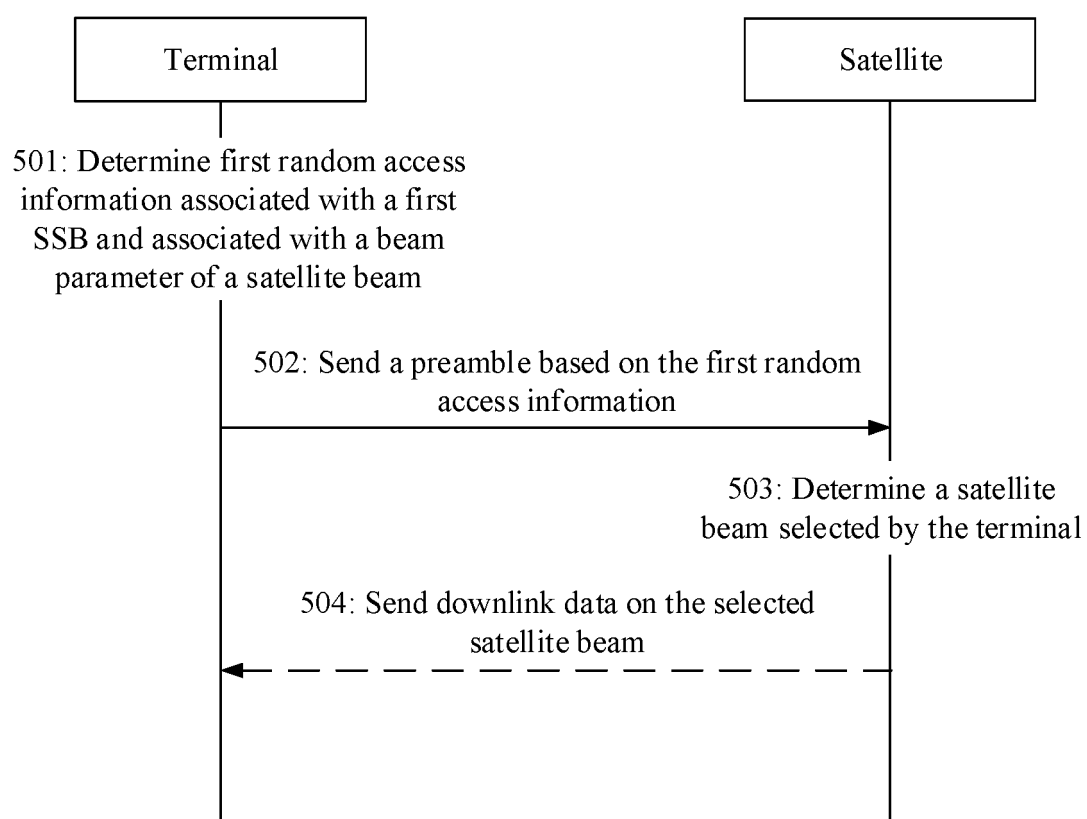 Terminal
Satellite
501: Determine first random access
information associated with a first
SSB and associated with a beam
parameter of a satellite beam
502: Send a preamble based on the first random
access information
503: Determine a satellite
beam selected by the terminal
504: Send downlink data on the selected
satellite beam